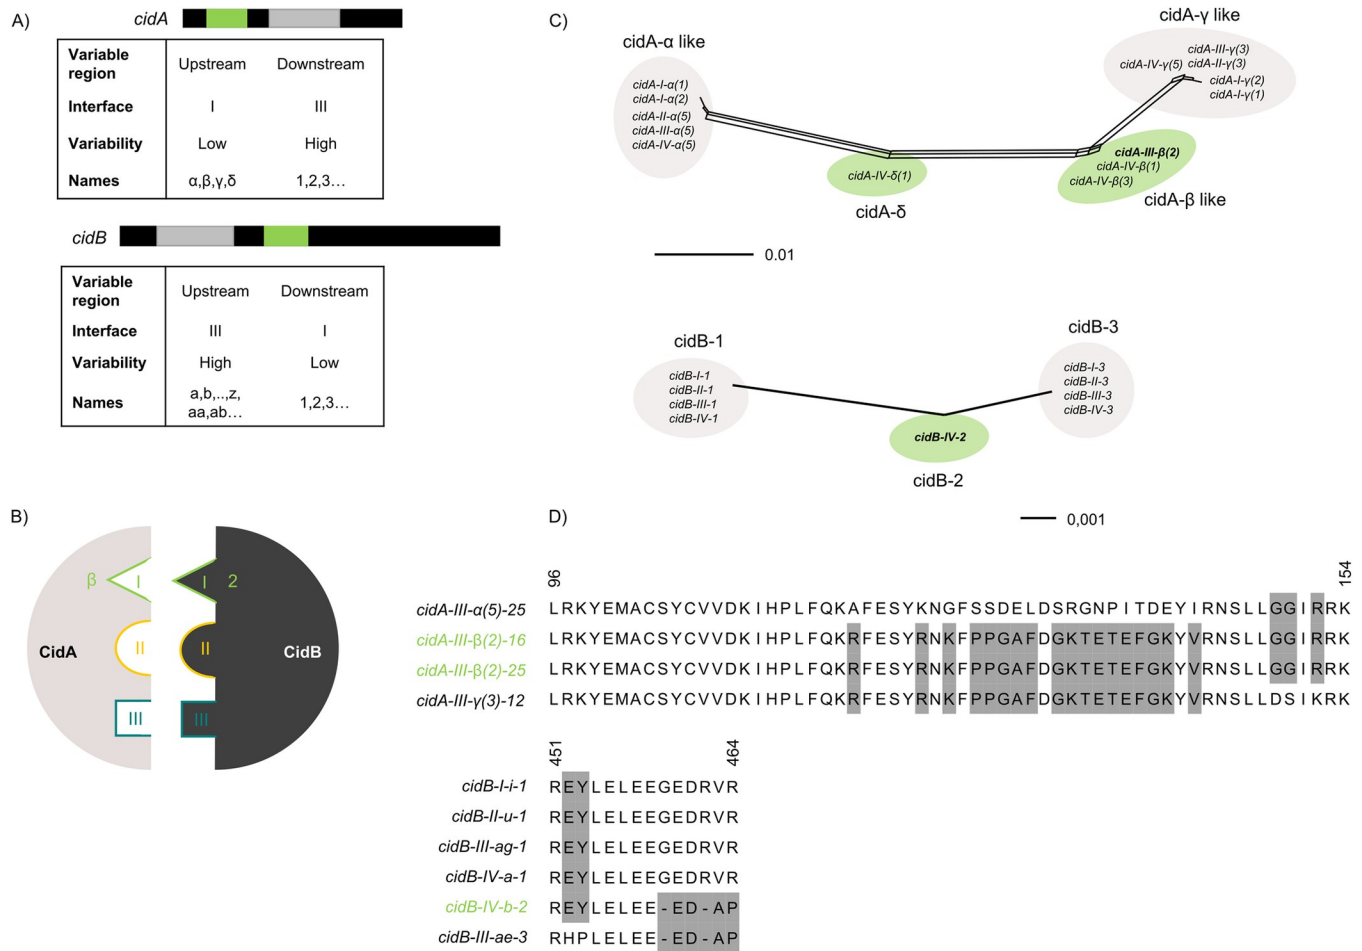 A)
cidA
Variable region Upstream Downstream
Interface I III
Variability Low High
Names α,β,γ,δ 1,2,3...
cidB
Variable region Upstream Downstream
Interface III I
Variability High Low
Names a,b,..,z, aa,ab... 1,2,3...
B)
β I I 2
CidA II II CidB
III III
C)
cidA-α like
cidA-I-α(1)
cidA-I-α(2)
cidA-II-α(5)
cidA-III-α(5)
cidA-IV-α(5)
cidA-IV-δ(1)
cidA-δ
cidA-γ like
cidA-III-γ(3)
cidA-IV-γ(5) cidA-II-γ(3)
cidA-I-γ(2)
cidA-I-γ(1)
cidA-III-β(2)
cidA-IV-β(1)
cidA-IV-β(3)
cidA-β like
0.01
cidB-1
cidB-I-1
cidB-II-1
cidB-III-1
cidB-IV-1
cidB-IV-2
cidB-2
cidB-3
cidB-I-3
cidB-II-3
cidB-III-3
cidB-IV-3
0,001
D)
96 154
cidA-III-α(5)-25 LRKYEMACSYCVVDKIHPLFQKAFESYKNGFSSDELDSRGNPITDEYIRNSLLGGIRRK
cidA-III-β(2)-16 LRKYEMACSYCVVDKIHPLFQKRFESYRNKFPPGAFDGKTETEFGKYVRNSLLGGIRRK
cidA-III-β(2)-25 LRKYEMACSYCVVDKIHPLFQKRFESYRNKFPPGAFDGKTETEFGKYVRNSLLGGIRRK
cidA-III-γ(3)-12 LRKYEMACSYCVVDKIHPLFQKRFESYRNKFPPGAFDGKTETEFGKYVRNSLLDSIKRK
451 464
cidB-I-i-1 REYLELEEGEDRVR
cidB-II-u-1 REYLELEEGEDRVR
cidB-III-ag-1 REYLELEEGEDRVR
cidB-IV-a-1 REYLELEEGEDRVR
cidB-IV-b-2 REYLELEE-ED-AP
cidB-III-ae-3 RHPLELEE-ED-AP